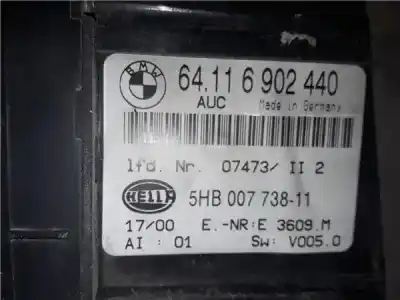 BMW
64.11 6 902 440
AUC Made in Germany
lfd. Nr. 07473/ II 2
HELLA 5HB 007 738-11
17/00 E.-NR:E 3609.M
AI : 01 SW: V005.0